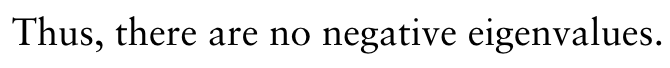 Thus, there are no negative eigenvalues.